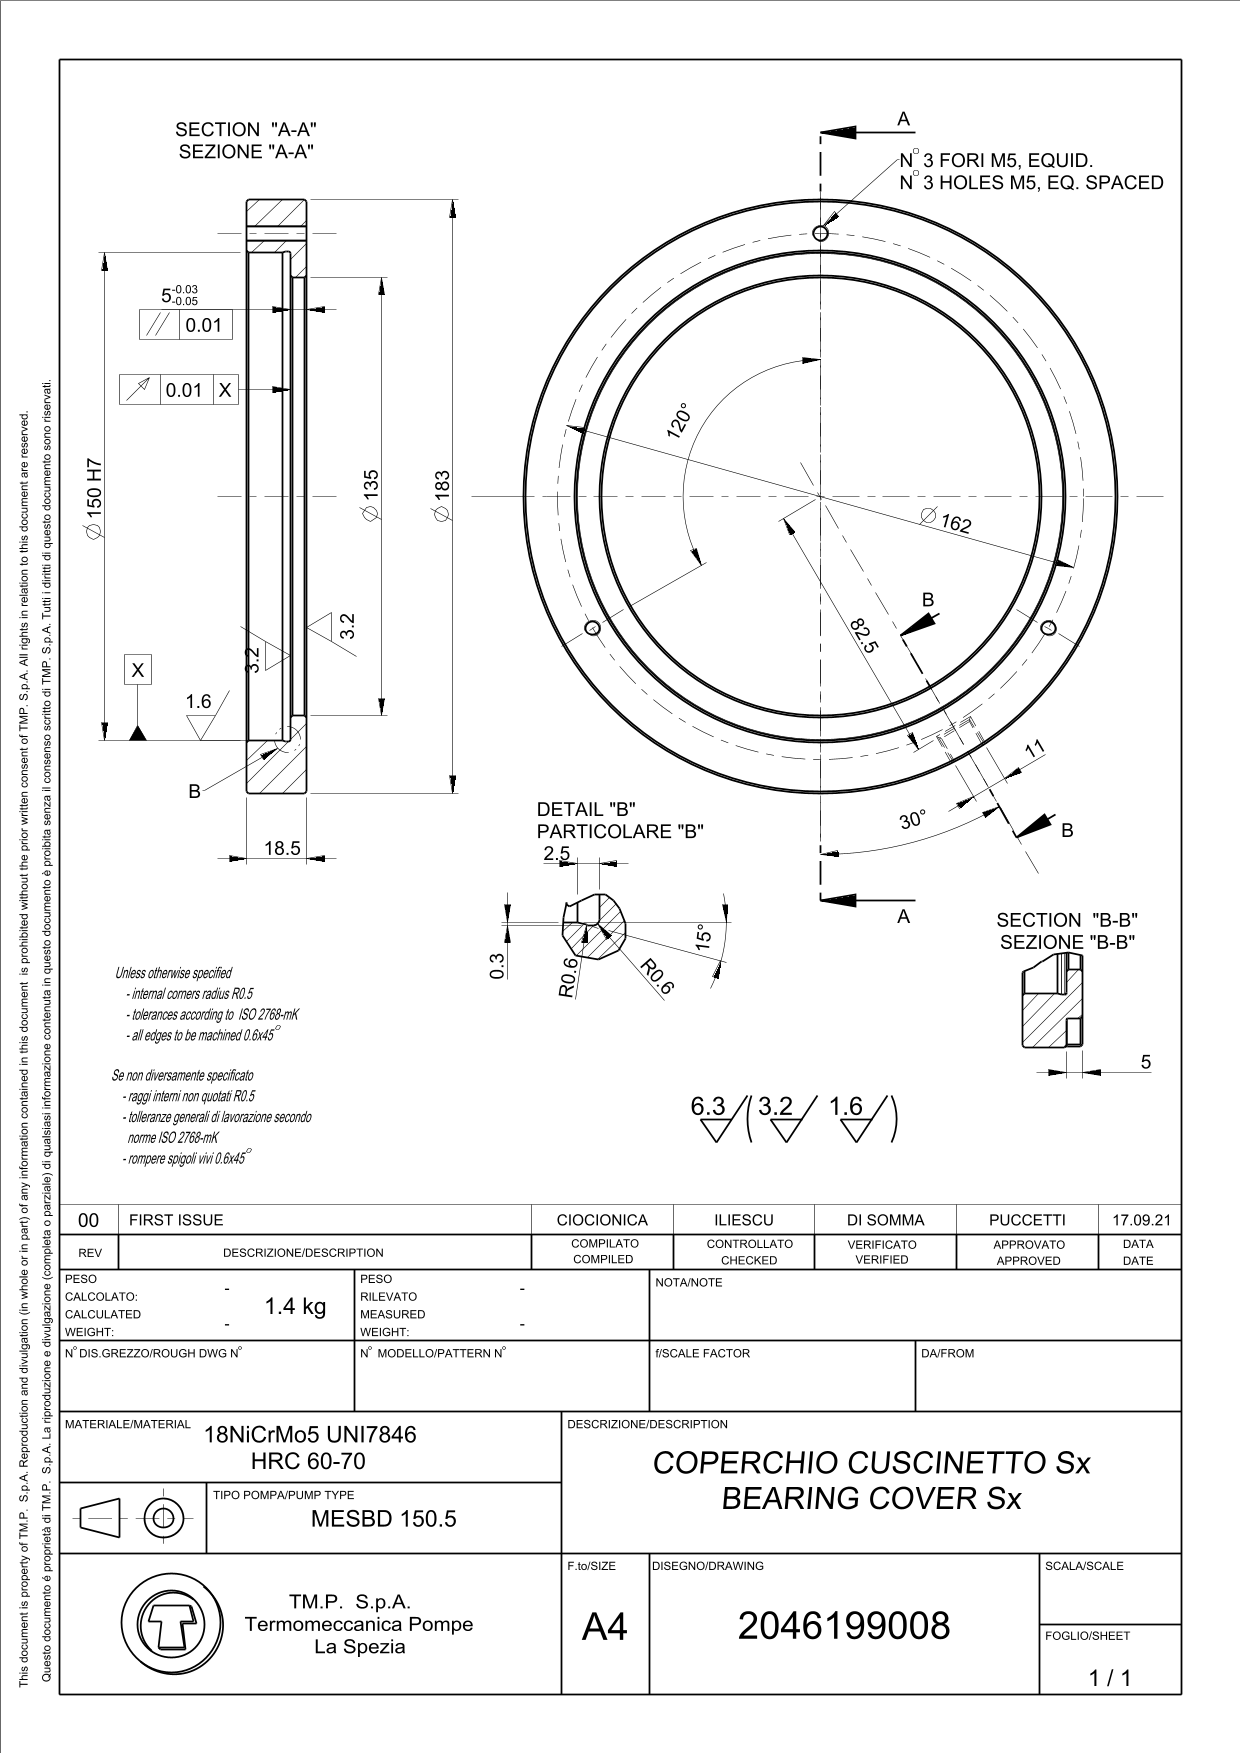 SECTION "A-A"
SEZIONE "A-A"
A
N° 3 FORI M5, EQUID.
N° 3 HOLES M5, EQ. SPACED
5 -0.03
-0.05
// 0.01
0.01 X
Ø 150 H7
Ø 135
Ø 183
120°
Ø 162
82.5
B
3.2
3.2
X
1.6
B
18.5
11
30°
B
A
DETAIL "B"
PARTICOLARE "B"
2.5
0.3
R0.6
R0.6
15°
SECTION "B-B"
SEZIONE "B-B"
5
Unless otherwise specified
- internal corners radius R0.5
- tolerances according to ISO 2768-mK
- all edges to be machined 0.6x45°
Se non diversamente specificato
- raggi interni non quotati R0.5
- tolleranze generali di lavorazione secondo
norme ISO 2768-mK
- rompere spigoli vivi 0.6x45°
6.3 ( 3.2 1.6 )
This document is property of TM.P. S.p.A. Reproduction and divulgation (in whole or in part) of any information contained in this document is prohibited without the prior written consent of TMP. S.p.A. All rights in relation to this document are reserved.
Questo documento é proprietà di TM.P. S.p.A. La riproduzione e divulgazione (completa o parziale) di qualsiasi informazione contenuta in questo documento è proibita senza il consenso scritto di TMP. S.p.A. Tutti i diritti di questo documento sono riservati.
00 FIRST ISSUE CIOCIONICA ILIESCU DI SOMMA PUCCETTI 17.09.21
REV DESCRIZIONE/DESCRIPTION COMPILATO CONTROLLATO VERIFICATO APPROVATO DATA
COMPILED CHECKED VERIFIED APPROVED DATE
PESO
CALCOLATO: -
CALCULATED 1.4 kg
WEIGHT: -
PESO
RILEVATO -
MEASURED
WEIGHT: -
NOTA/NOTE
N° DIS.GREZZO/ROUGH DWG N°
N° MODELLO/PATTERN N°
f/SCALE FACTOR
DA/FROM
MATERIALE/MATERIAL 18NiCrMo5 UNI7846
HRC 60-70
DESCRIZIONE/DESCRIPTION
COPERCHIO CUSCINETTO Sx
BEARING COVER Sx
TIPO POMPA/PUMP TYPE
MESBD 150.5
TM.P. S.p.A.
Termomeccanica Pompe
La Spezia
F.to/SIZE
A4
DISEGNO/DRAWING
2046199008
SCALA/SCALE
FOGLIO/SHEET
1 / 1